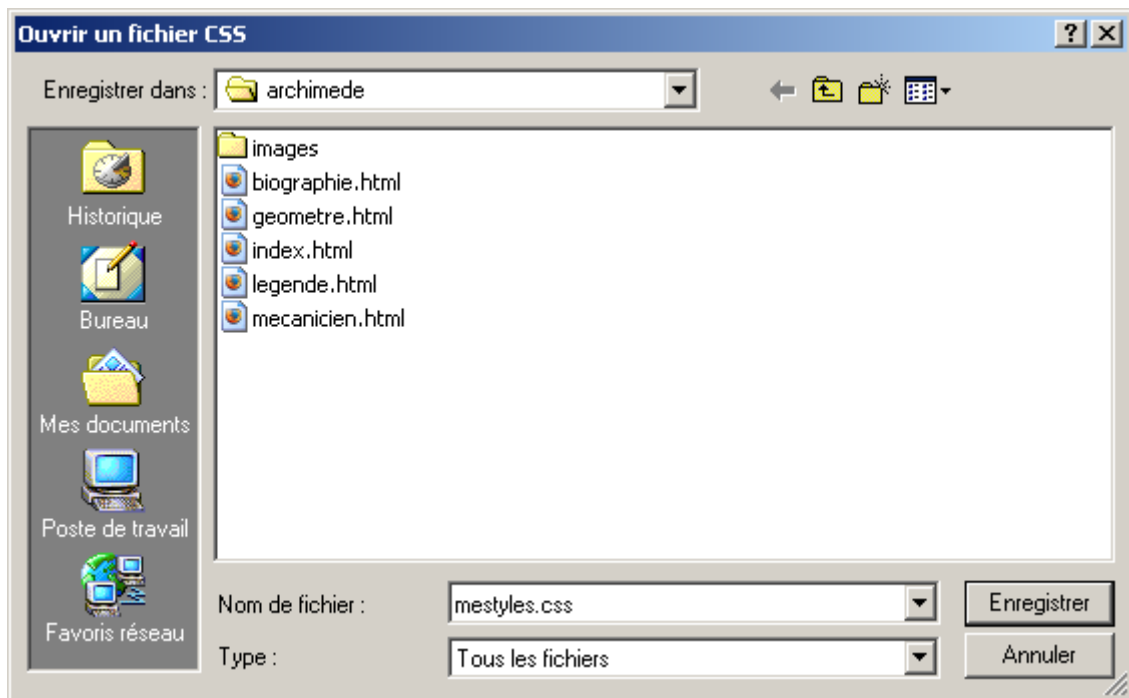 Ouvrir un fichier CSS
Enregistrer dans : archimede
Historique
Bureau
Mes documents
Poste de travail
Favoris réseau
images
biographie.html
geometre.html
index.html
legende.html
mecanicien.html
Nom de fichier : mestyles.css Enregistrer
Type : Tous les fichiers Annuler